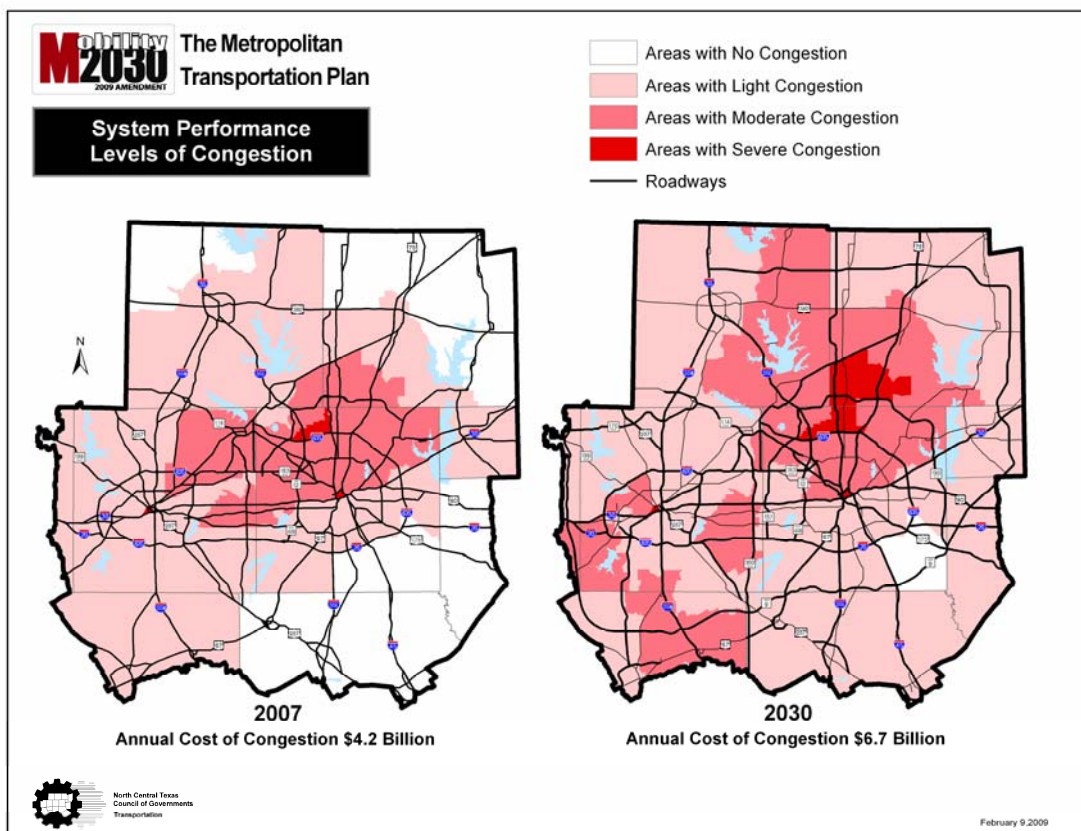 Mobility
2030
2009 AMENDMENT
The Metropolitan
Transportation Plan
System Performance
Levels of Congestion
Areas with No Congestion
Areas with Light Congestion
Areas with Moderate Congestion
Areas with Severe Congestion
Roadways
N
2007
Annual Cost of Congestion $4.2 Billion
2030
Annual Cost of Congestion $6.7 Billion
North Central Texas
Council of Governments
Transportation
February 9,2009